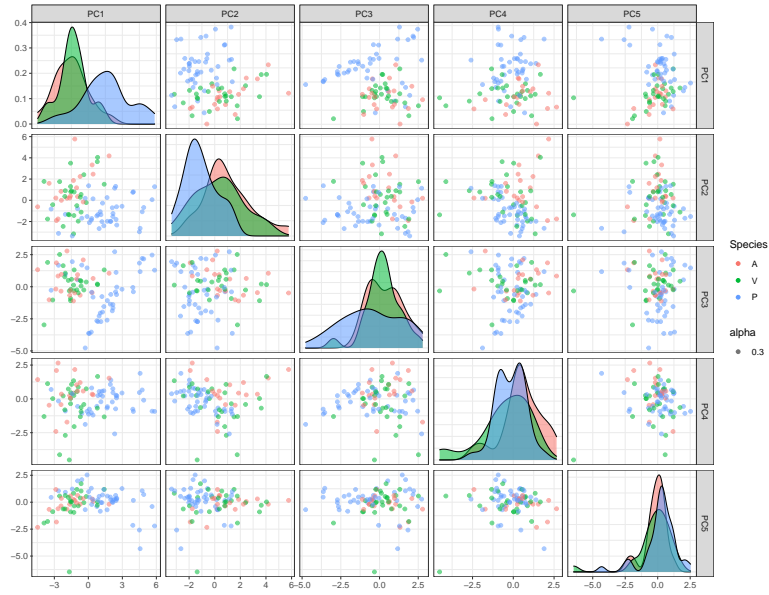 PC1 PC2 PC3 PC4 PC5
0.4
0.3
0.2
0.1
0.0
PC1
6
4
2
0
−2
PC2
2.5
0.0
−2.5
−5.0
PC3
2.5
0.0
−2.5
PC4
2.5
0.0
−2.5
−5.0
PC5
−3 0 3 6
−2 0 2 4 6
−5.0 −2.5 0.0 2.5
−5.0 −2.5 0.0 2.5
−5.0 −2.5 0.0 2.5
Species
A
V
P
alpha
0.3